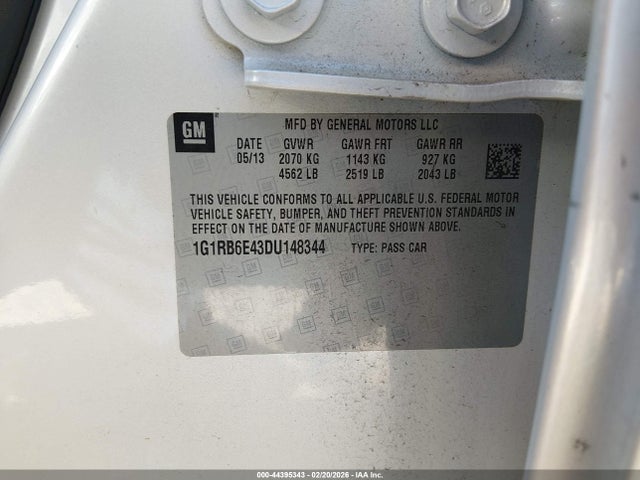 GM
MFD BY GENERAL MOTORS LLC
DATE GVWR GAWR FRT GAWR RR
05/13 2070 KG 1143 KG 927 KG
4562 LB 2519 LB 2043 LB
THIS VEHICLE CONFORMS TO ALL APPLICABLE U.S. FEDERAL MOTOR
VEHICLE SAFETY, BUMPER, AND THEFT PREVENTION STANDARDS IN
EFFECT ON THE DATE OF MANUFACTURE SHOWN ABOVE.
1G1RB6E43DU148344 TYPE: PASS CAR
000-44395343 - 02/20/2026 - IAA Inc.